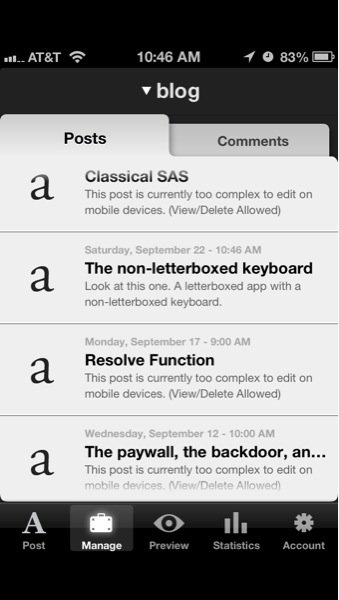 AT&T 10:46 AM 83%
blog
Posts Comments
a
Classical SAS
This post is currently too complex to edit on
mobile devices. (View/Delete Allowed)
Saturday, September 22 - 10:46 AM
a
The non-letterboxed keyboard
Look at this one. A letterboxed app with a
non-letterboxed keyboard.
Monday, September 17 - 9:00 AM
a
Resolve Function
This post is currently too complex to edit on
mobile devices. (View/Delete Allowed)
Wednesday, September 12 - 10:00 AM
a
The paywall, the backdoor, an...
This post is currently too complex to edit on
mobile devices. (View/Delete Allowed)
A
Post Manage Preview Statistics Account